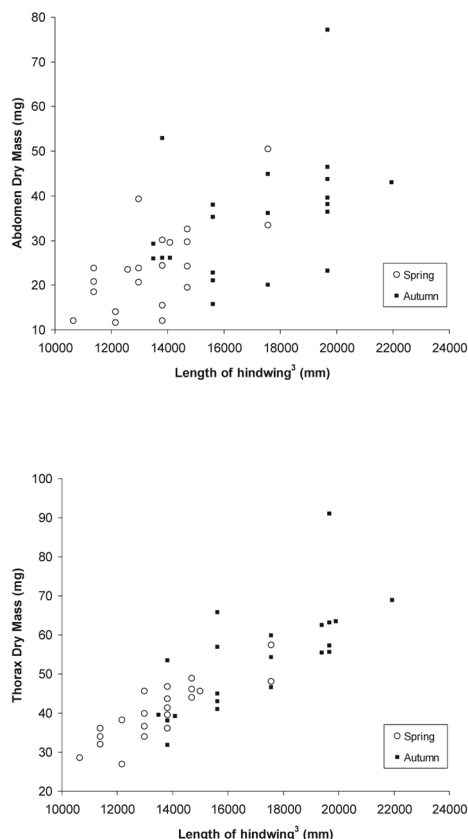 80
70
60
50
40
30
20
10
Abdomen Dry Mass (mg)
10000 12000 14000 16000 18000 20000 22000 24000
Length of hindwing³ (mm)
Spring
Autumn
100
90
80
70
60
50
40
30
20
Thorax Dry Mass (mg)
10000 12000 14000 16000 18000 20000 22000 24000
Length of hindwing³ (mm)
Spring
Autumn